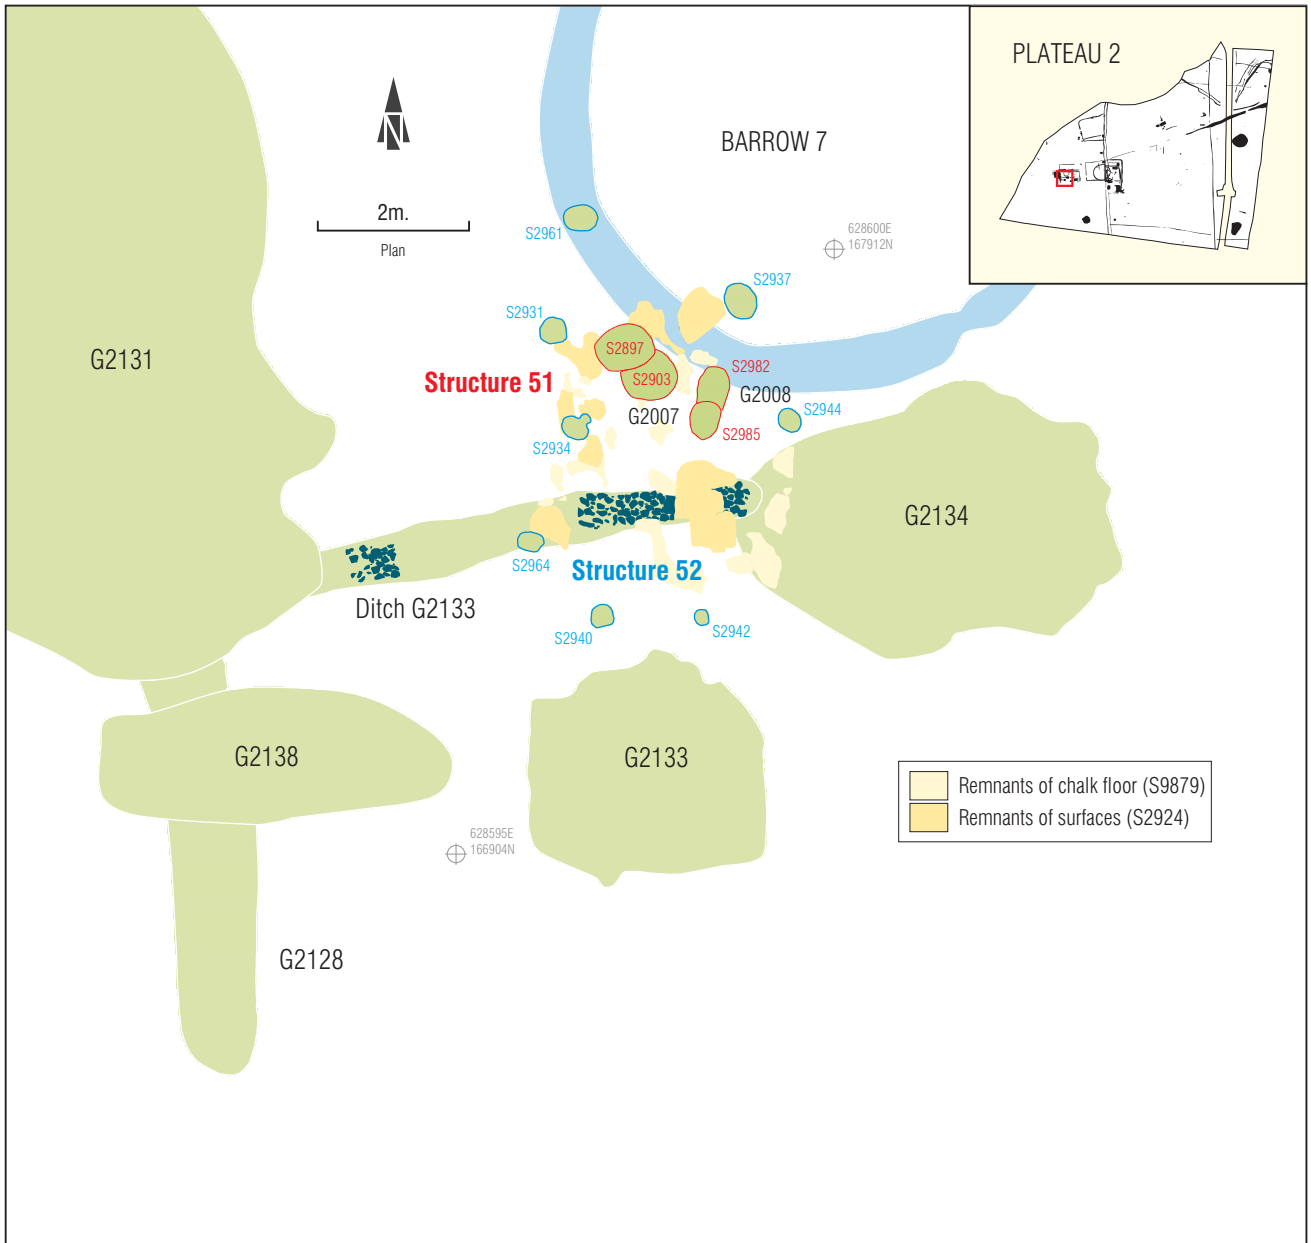 PLATEAU 2
BARROW 7
N
2m.
Plan
S2961
628600E
167912N
S2937
S2931
G2131
S2897
S2982
Structure 51
S2903
G2008
G2007
S2944
S2934
S2985
G2134
S2964
Structure 52
Ditch G2133
S2940
S2942
G2138
G2133
Remnants of chalk floor (S9879)
Remnants of surfaces (S2924)
628595E
166904N
G2128